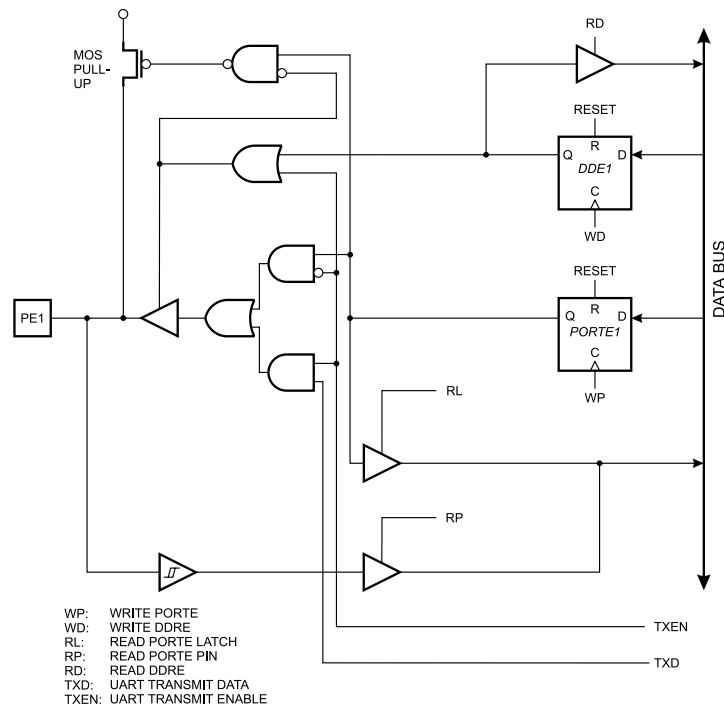 RD
MOS
PULL-
UP
RESET
R
Q
DDE1
D
C
WD
DATA BUS
RESET
R
PE1
Q
PORTE1
D
C
WP
RL
RP
WP: WRITE PORTE
WD: WRITE DDRE
RL: READ PORTE LATCH
RP: READ PORTE PIN
RD: READ DDRE
TXD: UART TRANSMIT DATA
TXEN: UART TRANSMIT ENABLE
TXEN
TXD